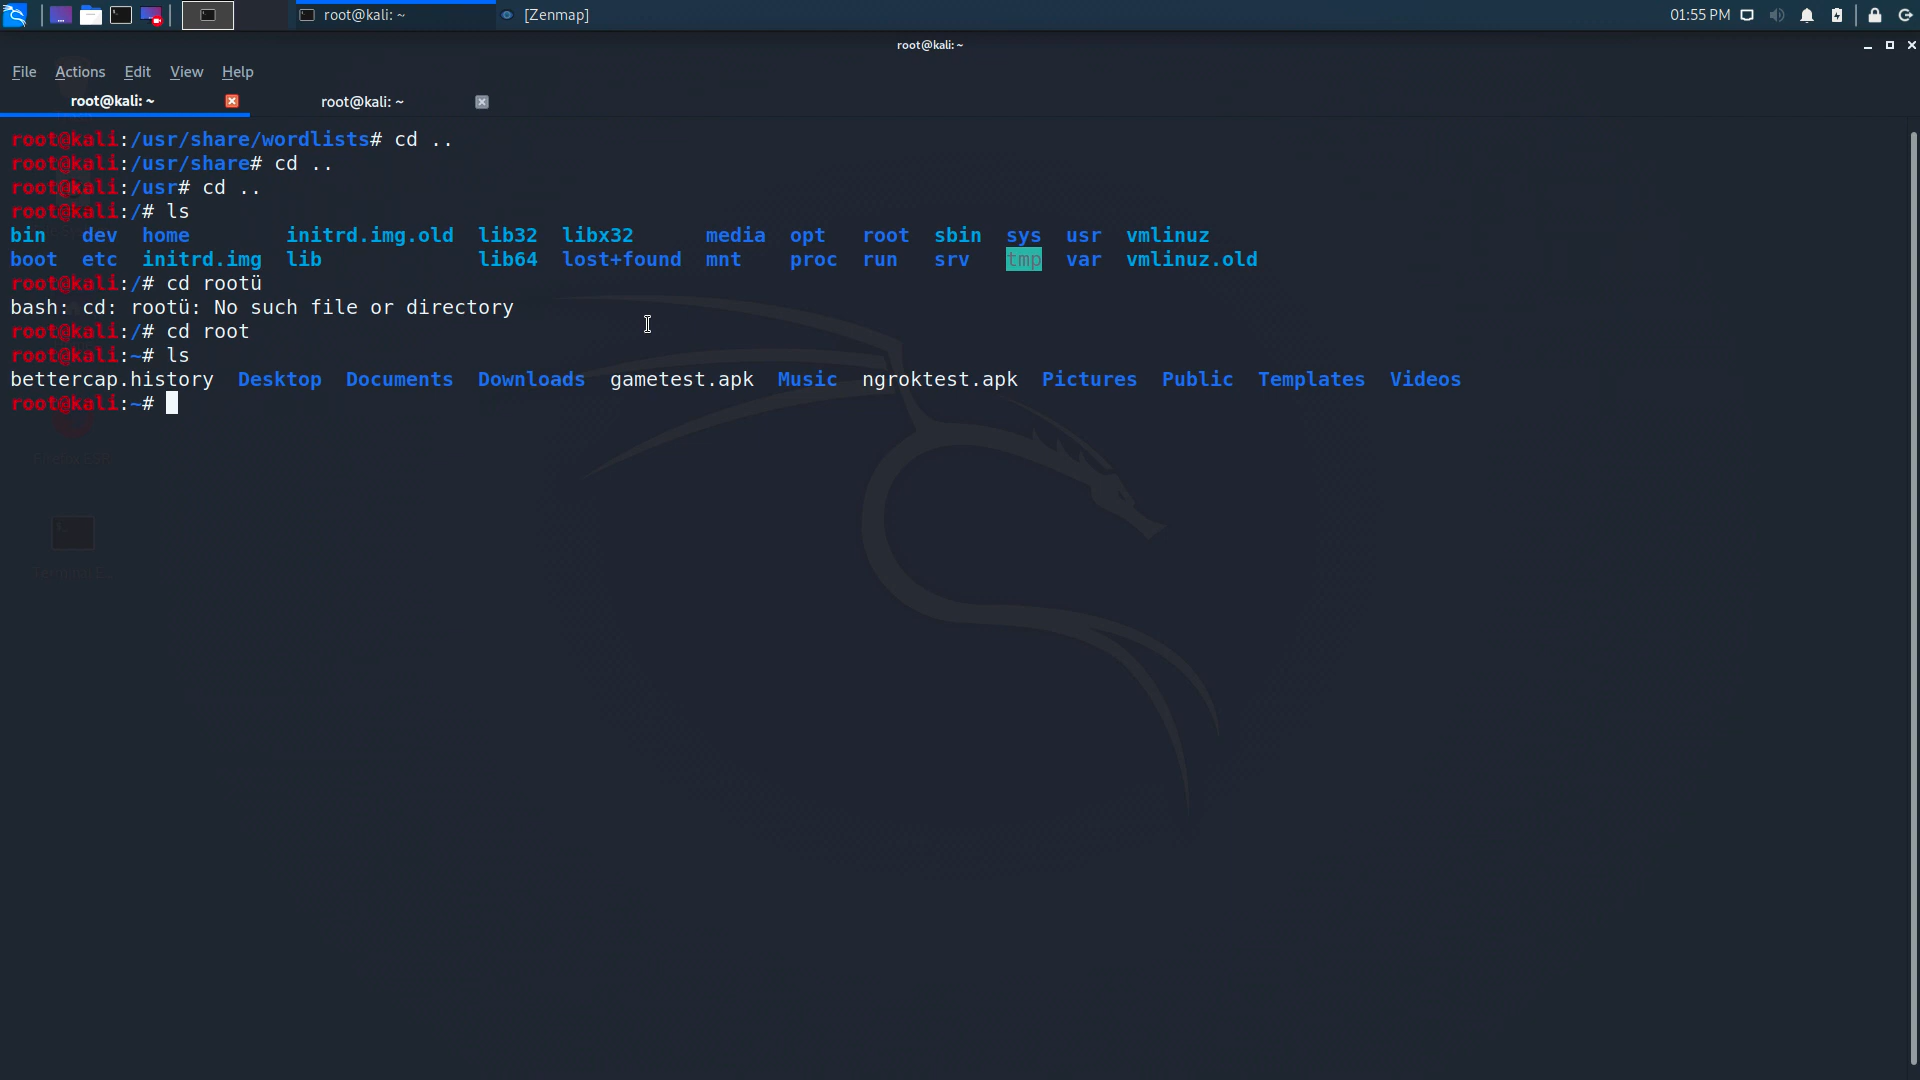 root@kali: ~ [Zenmap] 01:55 PM
root@kali: ~
File Actions Edit View Help
root@kali: ~ root@kali: ~
root@kali:/usr/share/wordlists# cd ..
root@kali:/usr/share# cd ..
root@kali:/usr# cd ..
root@kali:/# ls
bin dev home initrd.img.old lib32 libx32 media opt root sbin sys usr vmlinuz
boot etc initrd.img lib lib64 lost+found mnt proc run srv tmp var vmlinuz.old
root@kali:/# cd rootü
bash: cd: rootü: No such file or directory
root@kali:/# cd root
root@kali:~# ls
bettercap.history Desktop Documents Downloads gametest.apk Music ngroktest.apk Pictures Public Templates Videos
root@kali:~#